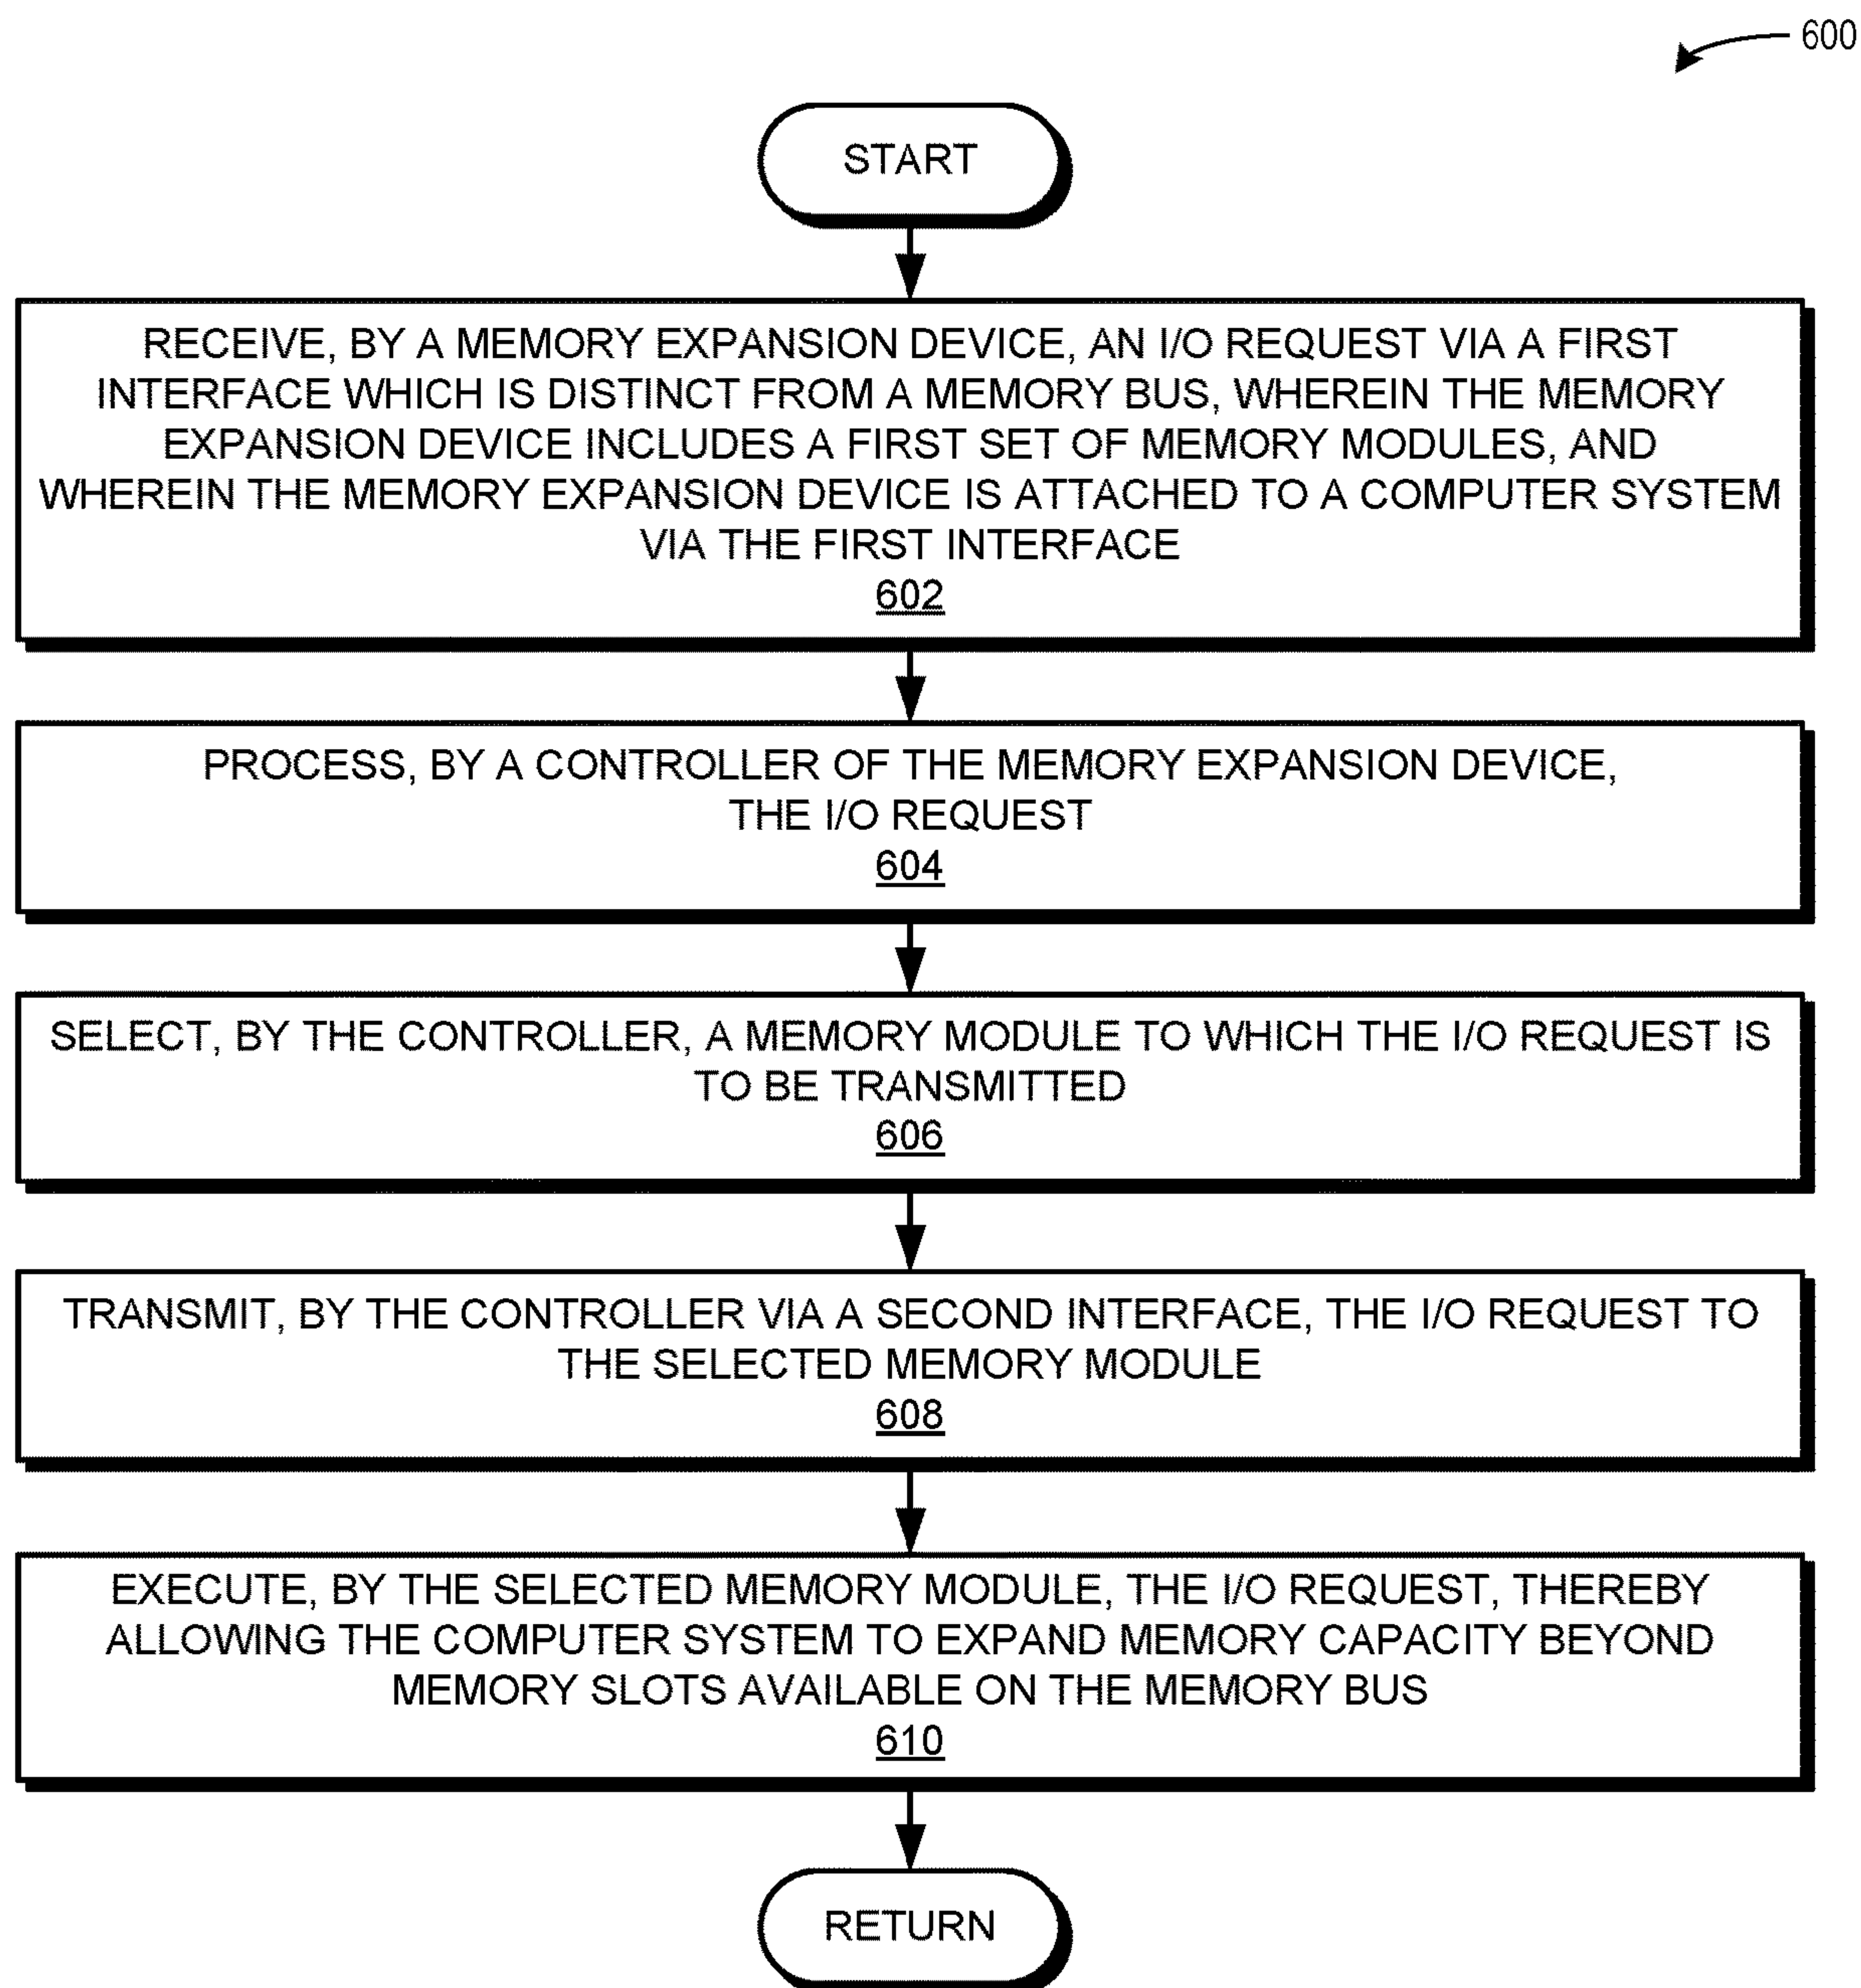 600
START
RECEIVE, BY A MEMORY EXPANSION DEVICE, AN I/O REQUEST VIA A FIRST
INTERFACE WHICH IS DISTINCT FROM A MEMORY BUS, WHEREIN THE MEMORY
EXPANSION DEVICE INCLUDES A FIRST SET OF MEMORY MODULES, AND
WHEREIN THE MEMORY EXPANSION DEVICE IS ATTACHED TO A COMPUTER SYSTEM
VIA THE FIRST INTERFACE
602
PROCESS, BY A CONTROLLER OF THE MEMORY EXPANSION DEVICE,
THE I/O REQUEST
604
SELECT, BY THE CONTROLLER, A MEMORY MODULE TO WHICH THE I/O REQUEST IS
TO BE TRANSMITTED
606
TRANSMIT, BY THE CONTROLLER VIA A SECOND INTERFACE, THE I/O REQUEST TO
THE SELECTED MEMORY MODULE
608
EXECUTE, BY THE SELECTED MEMORY MODULE, THE I/O REQUEST, THEREBY
ALLOWING THE COMPUTER SYSTEM TO EXPAND MEMORY CAPACITY BEYOND
MEMORY SLOTS AVAILABLE ON THE MEMORY BUS
610
RETURN